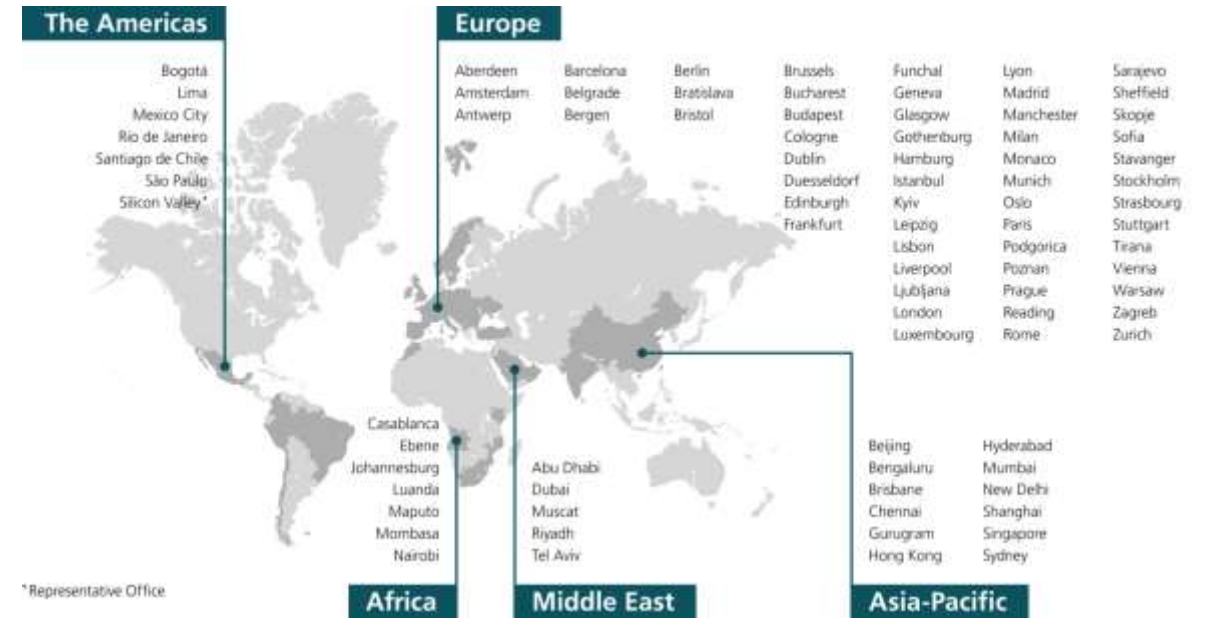 The Americas
Bogotá
Lima
Mexico City
Rio de Janeiro
Santiago de Chile
São Paulo
Silicon Valley*
Europe
Aberdeen
Amsterdam
Antwerp
Barcelona
Belgrade
Bergen
Berlin
Bratislava
Bristol
Brussels
Bucharest
Budapest
Cologne
Dublin
Duesseldorf
Edinburgh
Frankfurt
Funchal
Geneva
Glasgow
Gothenburg
Hamburg
Istanbul
Kyiv
Leipzig
Lisbon
Liverpool
Ljubljana
London
Luxembourg
Lyon
Madrid
Manchester
Milan
Monaco
Munich
Oslo
Paris
Podgorica
Poznan
Prague
Reading
Rome
Sarajevo
Sheffield
Skopje
Sofia
Stavanger
Stockholm
Strasbourg
Stuttgart
Tirana
Vienna
Warsaw
Zagreb
Zurich
Casablanca
Ebene
Johannesburg
Luanda
Maputo
Mombasa
Nairobi
Africa
Abu Dhabi
Dubai
Muscat
Riyadh
Tel Aviv
Middle East
Beijing
Bengaluru
Brisbane
Chennai
Gurugram
Hong Kong
Hyderabad
Mumbai
New Delhi
Shanghai
Singapore
Sydney
Asia-Pacific
*Representative Office